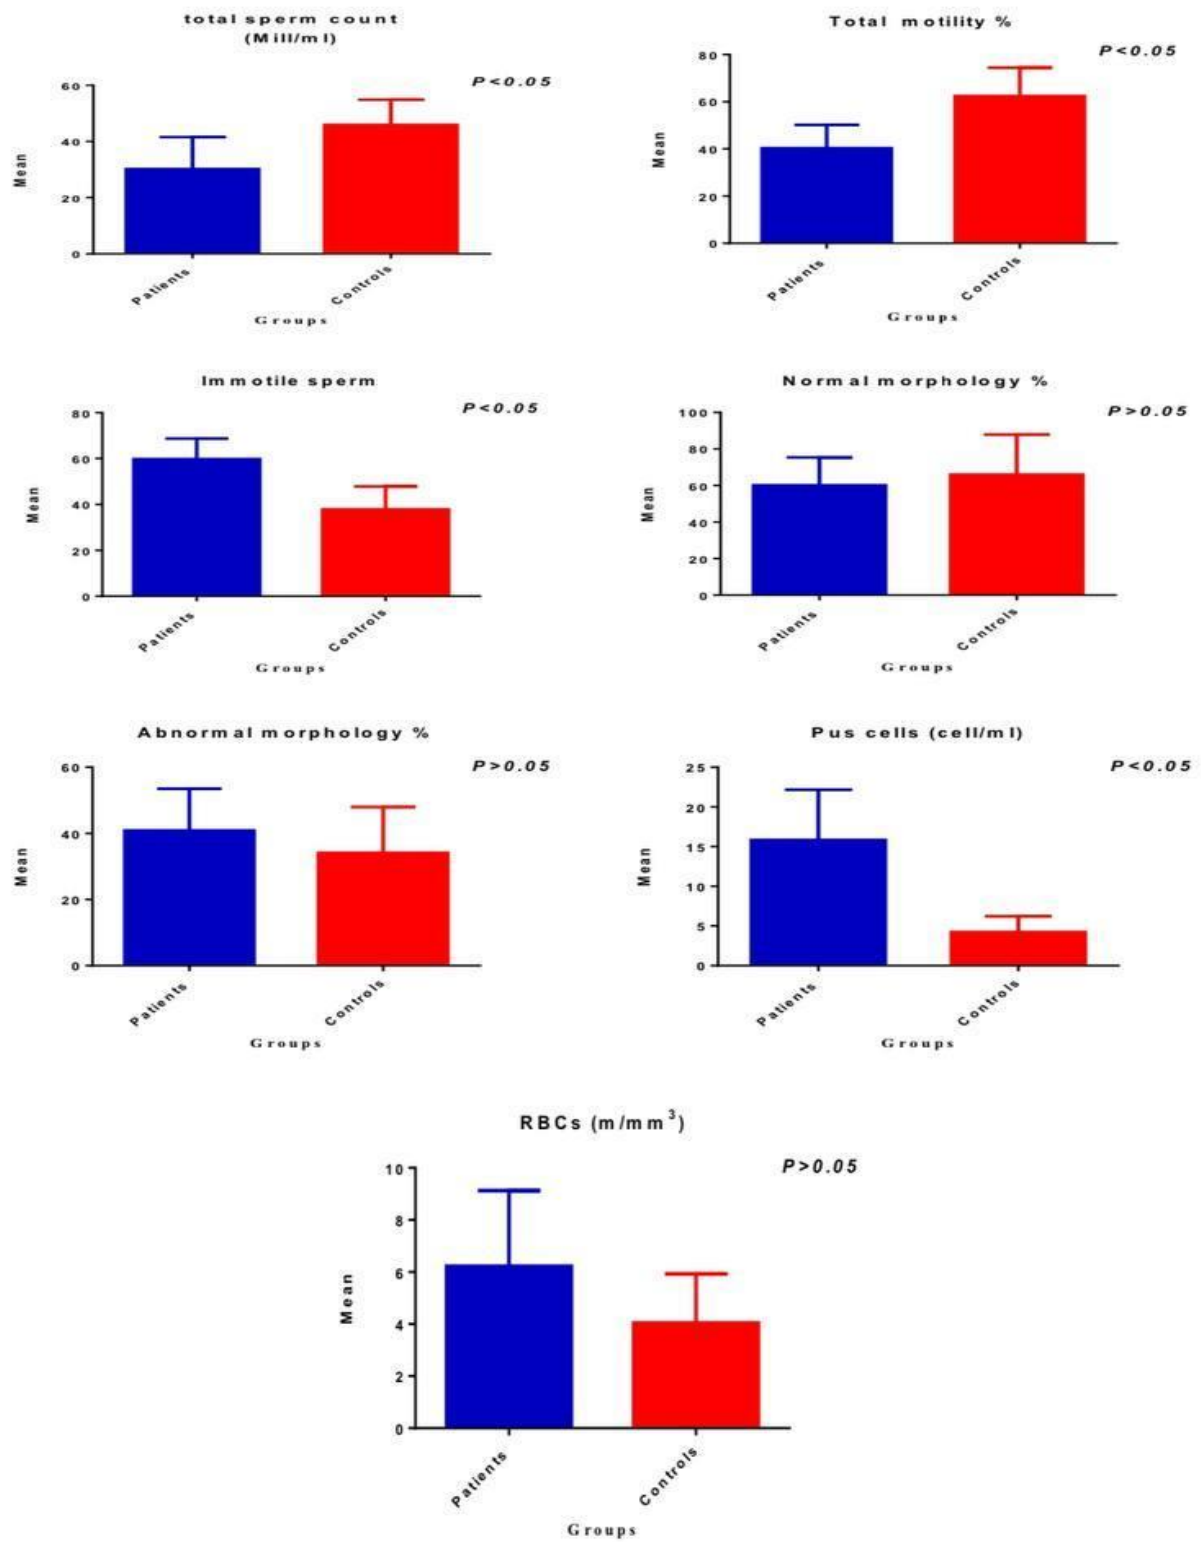 total sperm count
(Mill/ml)
P<0.05
60
40
20
0
Mean
Patients
Controls
Groups
Total motility %
P<0.05
80
60
40
20
0
Mean
Patients
Controls
Groups
Immotile sperm
P<0.05
80
60
40
20
0
Mean
Patients
Controls
Groups
Normal morphology %
P>0.05
100
80
60
40
20
0
Mean
Patients
Controls
Groups
Abnormal morphology %
P>0.05
60
40
20
0
Mean
Patients
Controls
Groups
Pus cells (cell/ml)
P<0.05
25
20
15
10
5
0
Mean
Patients
Controls
Groups
RBCs (m/mm³)
P>0.05
10
8
6
4
2
0
Mean
Patients
Controls
Groups